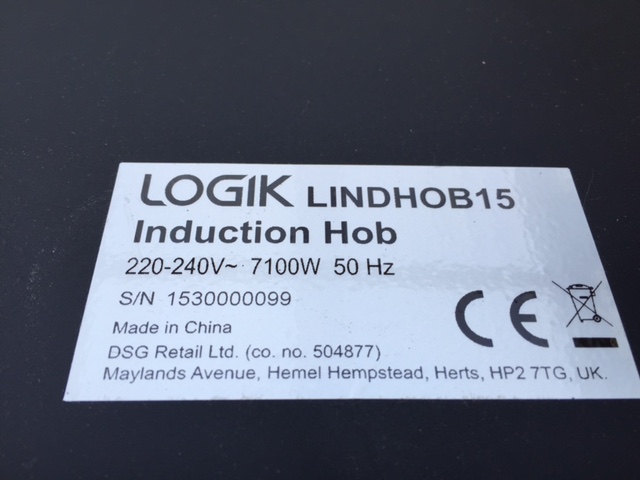 LOGIK LINDHOB15
Induction Hob
220-240V~ 7100W 50 Hz
S/N 1530000099
Made in China
DSG Retail Ltd. (co. no. 504877)
Maylands Avenue, Hemel Hempstead, Herts, HP2 7TG, UK.
CE